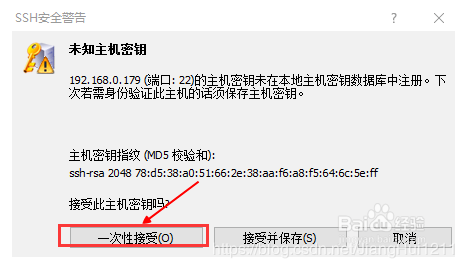 SSH安全警告
未知主机密钥
192.168.0.179 (端口: 22)的主机密钥未在本地主机密钥数据库中注册。下
次若需身份验证此主机的话须保存主机密钥。
主机密钥指纹 (MD5 校验和):
ssh-rsa 2048 78:d5:38:a0:51:66:2e:38:aa:f6:a8:f5:64:6c:5e:ff
接受此主机密钥吗?
一次性接受(O)
接受并保存(S)
取消
Baidu经验
https://blog.csdn.net/JiangHu1211